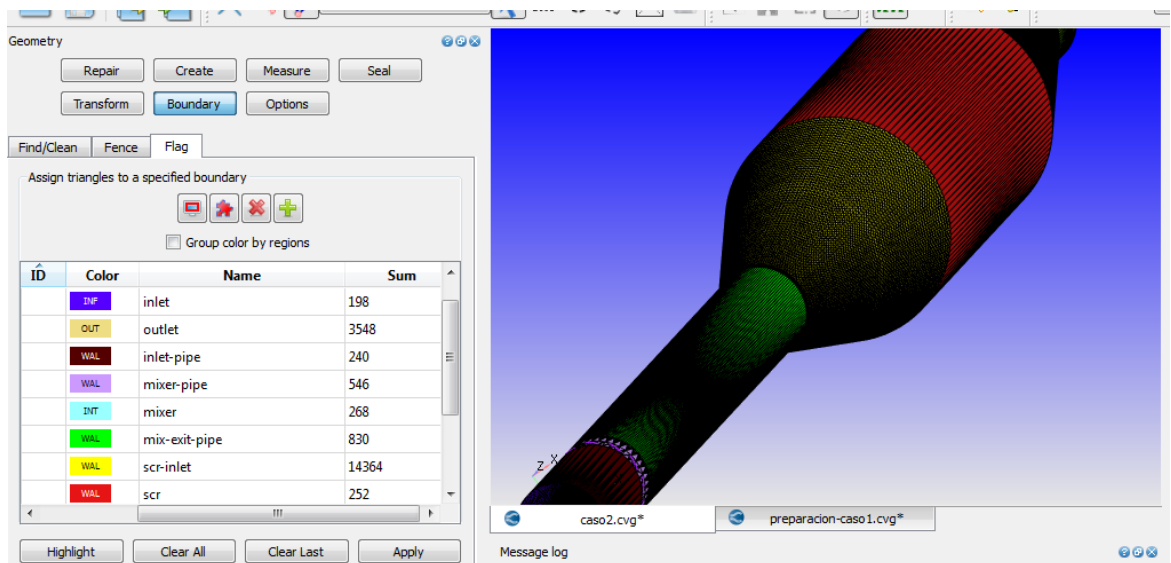 Geometry
Repair Create Measure Seal
Transform Boundary Options
Find/Clean Fence Flag
Assign triangles to a specified boundary
Group color by regions
ID Color Name Sum
INF inlet 198
OUT outlet 3548
WAL inlet-pipe 240
WAL mixer-pipe 546
INT mixer 268
WAL mix-exit-pipe 830
WAL scr-inlet 14364
WAL scr 252
Highlight Clear All Clear Last Apply
Z X
caso2.cvg* preparacion-caso1.cvg*
Message log